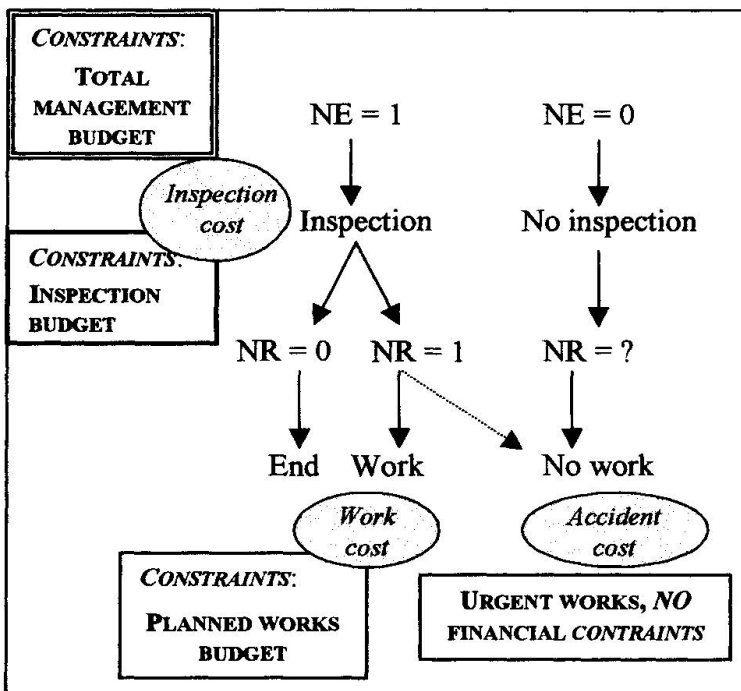 CONSTRAINTS:
TOTAL
MANAGEMENT
BUDGET
NE = 1
NE = 0
Inspection
cost
Inspection
No inspection
CONSTRAINTS:
INSPECTION
BUDGET
NR = 0
NR = 1
NR = ?
End
Work
No work
Work
cost
Accident
cost
CONSTRAINTS:
PLANNED WORKS
BUDGET
URGENT WORKS, NO
FINANCIAL CONTRAINTS